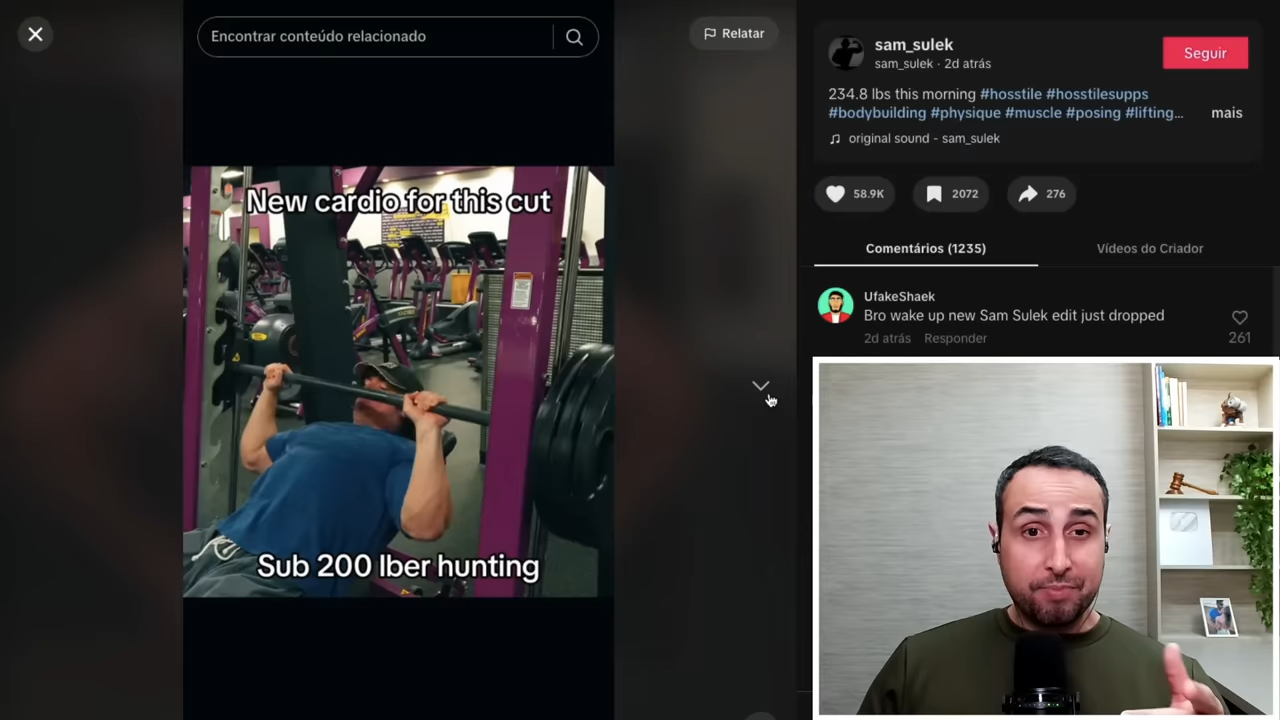 Encontrar conteúdo relacionado
Relatar
New cardio for this cut
Sub 200 lber hunting
sam_sulek
sam_sulek · 2d atrás
Seguir
234.8 lbs this morning #hosstile #hosstilesupps
#bodybuilding #physique #muscle #posing #lifting... mais
original sound - sam_sulek
58.9K
2072
276
Comentários (1235)
Vídeos do Criador
UfakeShaek
Bro wake up new Sam Sulek edit just dropped
2d atrás Responder
261